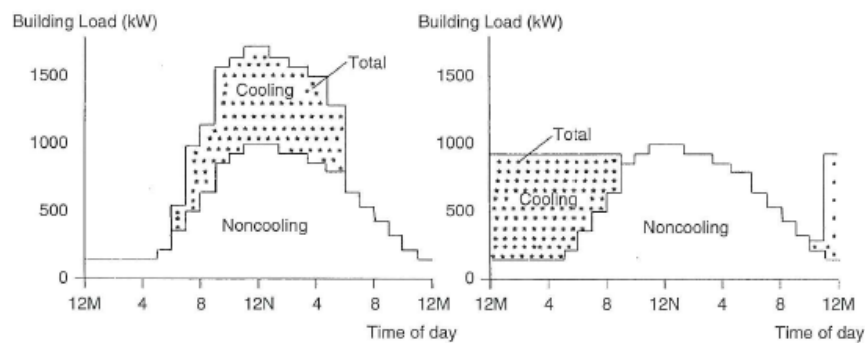 Building Load (kW)
1500
1000
500
0
Total
Cooling
Noncooling
12M 4 8 12N 4 8 12M
Time of day
Building Load (kW)
1500
1000
500
0
Total
Cooling
Noncooling
12M 4 8 12N 4 8 12M
Time of day